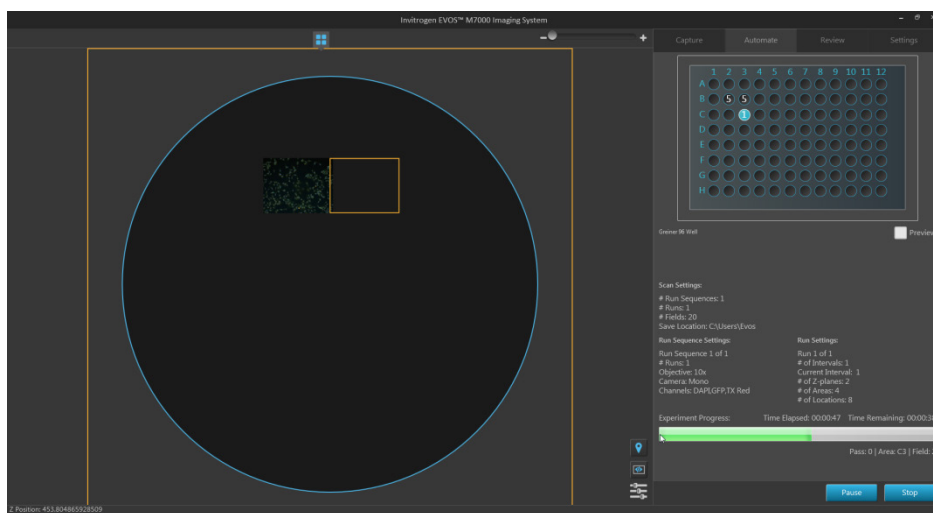 Invitrogen EVOS™ M7000 Imaging System
Capture Automate Review Settings
1 2 3 4 5 6 7 8 9 10 11 12
A
B 5 5
C 1
D
E
F
G
H
Greiner 96 Well
Preview
Scan Settings:
# Run Sequences: 1
# Runs: 1
# Fields: 20
Save Location: C:\Users\Evos
Run Sequence Settings: Run Settings:
Run Sequence 1 of 1 Run 1 of 1
# Runs: 1 # of Intervals: 1
Objective: 10x Current Interval: 1
Camera: Mono # of Z-planes: 2
Channels: DAPI,GFP,TX Red # of Areas: 4
# of Locations: 8
Experiment Progress: Time Elapsed: 00:00:47 Time Remaining:
Pass: 0 | Area: C3 | Field:
Pause Stop
Z Position: 453.804865928509